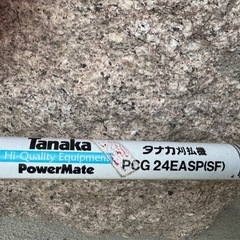 Tanaka
Hi-Quality Equipment
PowerMate
タナカ刈払機
PCG 24EASP(SF)